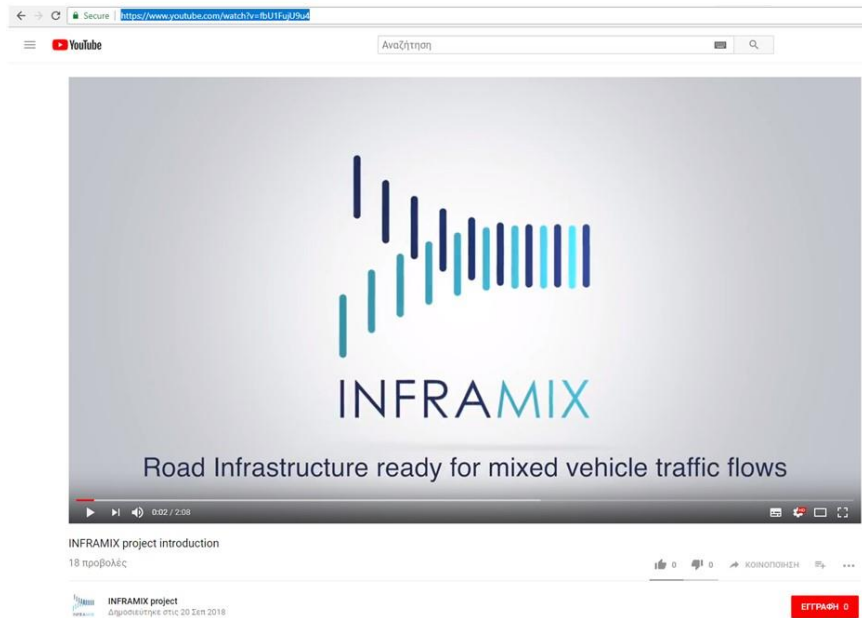 Secure | https://www.youtube.com/watch?v=fbU1FujU9u4
YouTube
Αναζήτηση
INFRAMIX
Road Infrastructure ready for mixed vehicle traffic flows
0:02 / 2:08
INFRAMIX project introduction
18 προβολές
0 0 ΚΟΙΝΟΠΟΙΗΣΗ
INFRAMIX project
Δημοσιεύτηκε στις 20 Σεπ 2018
ΕΓΓΡΑΦΗ 0